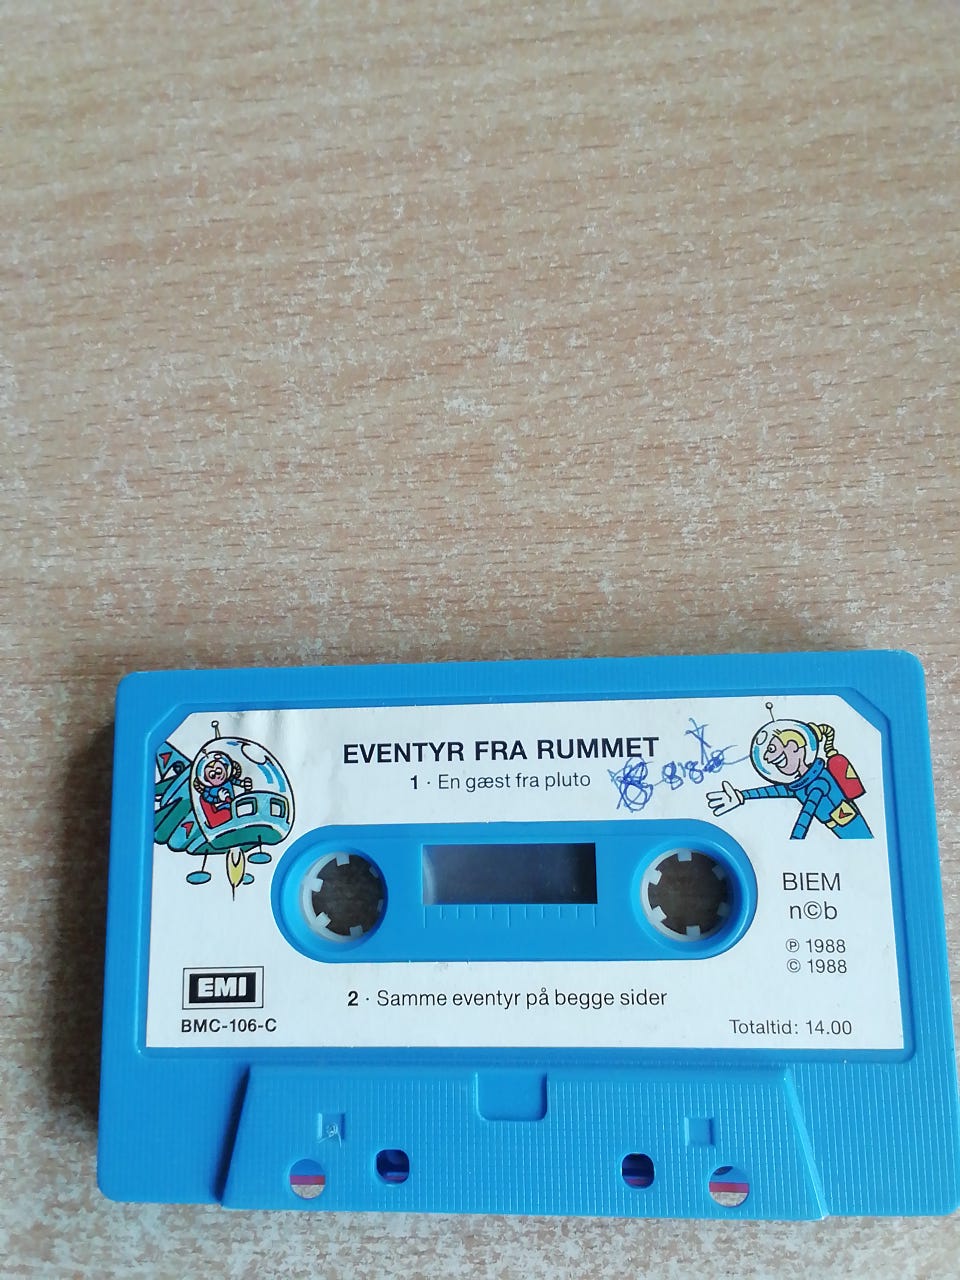 EVENTYR FRA RUMMET
1 · En gæst fra pluto
BIEM
n©b
℗ 1988
© 1988
EMI
BMC-106-C
2 · Samme eventyr på begge sider
Totaltid: 14.00